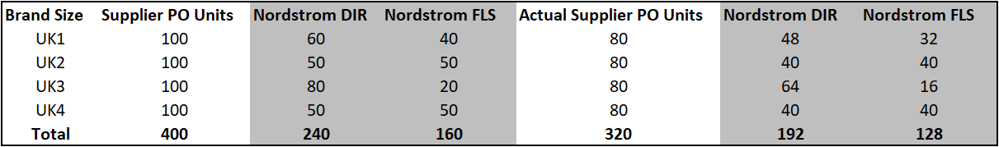 Brand Size Supplier PO Units Nordstrom DIR Nordstrom FLS Actual Supplier PO Units Nordstrom DIR Nordstrom FLS
UK1 100 60 40 80 48 32
UK2 100 50 50 80 40 40
UK3 100 80 20 80 64 16
UK4 100 50 50 80 40 40
Total 400 240 160 320 192 128